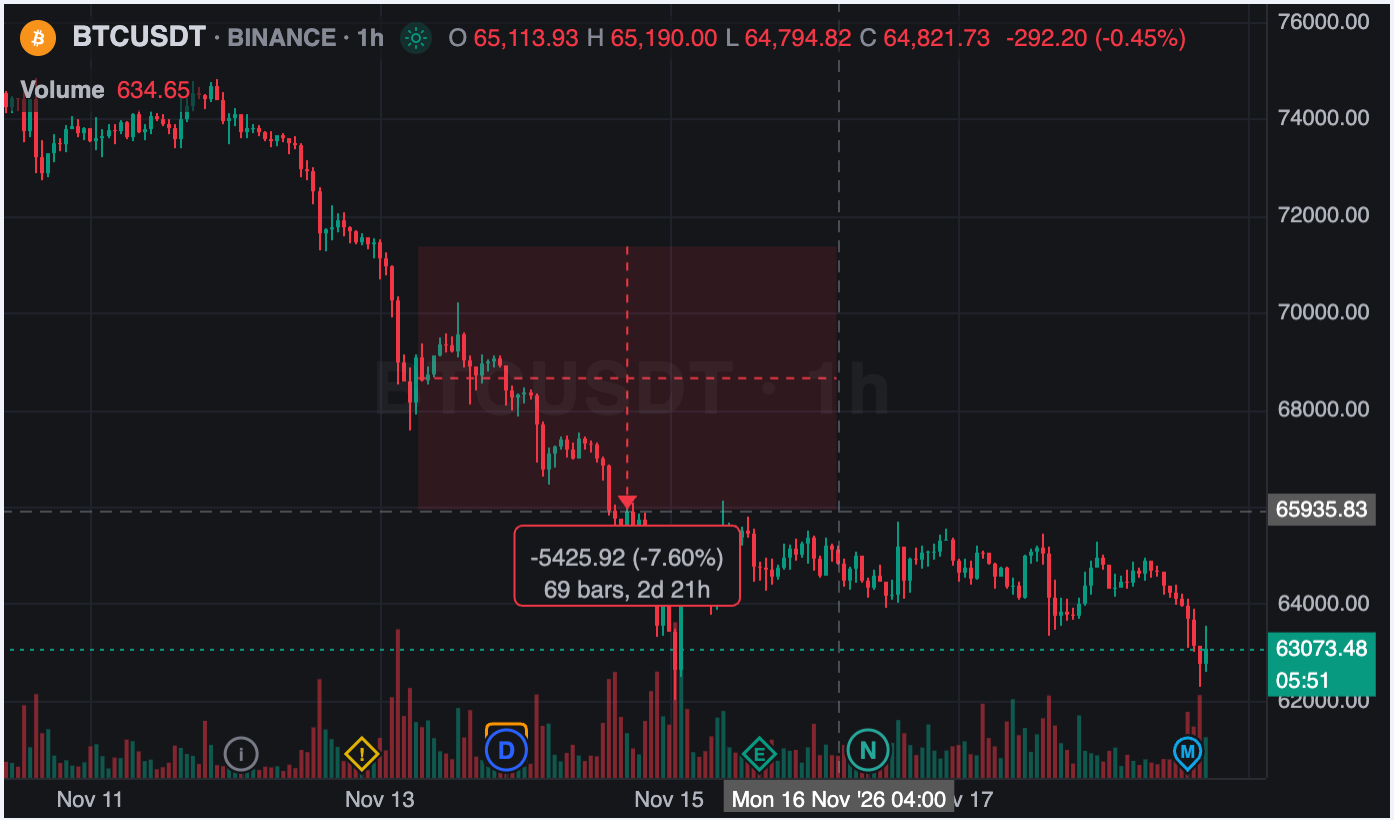 BTCUSDT · BINANCE · 1h O 65,113.93 H 65,190.00 L 64,794.82 C 64,821.73 -292.20 (-0.45%)
Volume 634.65
76000.00
74000.00
72000.00
70000.00
BTCUSDT · 1h
68000.00
65935.83
-5425.92 (-7.60%)
69 bars, 2d 21h
64000.00
63073.48
05:51
62000.00
i ! D E N M
Nov 11 Nov 13 Nov 15 Mon 16 Nov '26 04:00 v 17